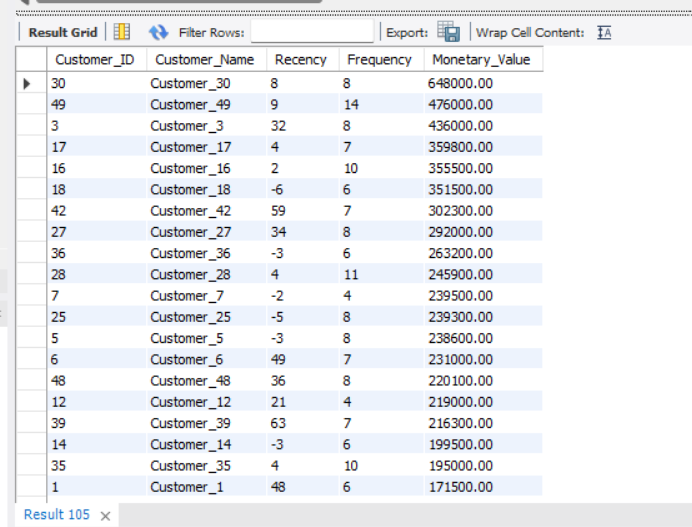 Result Grid Filter Rows: Export: Wrap Cell Content: IA
Customer_ID Customer_Name Recency Frequency Monetary_Value
30 Customer_30 8 8 648000.00
49 Customer_49 9 14 476000.00
3 Customer_3 32 8 436000.00
17 Customer_17 4 7 359800.00
16 Customer_16 2 10 355500.00
18 Customer_18 -6 6 351500.00
42 Customer_42 59 7 302300.00
27 Customer_27 34 8 292000.00
36 Customer_36 -3 6 263200.00
28 Customer_28 4 11 245900.00
7 Customer_7 -2 4 239500.00
25 Customer_25 -5 8 239300.00
5 Customer_5 -3 8 238600.00
6 Customer_6 49 7 231000.00
48 Customer_48 36 8 220100.00
12 Customer_12 21 4 219000.00
39 Customer_39 63 7 216300.00
14 Customer_14 -3 6 199500.00
35 Customer_35 4 10 195000.00
1 Customer_1 48 6 171500.00
Result 105